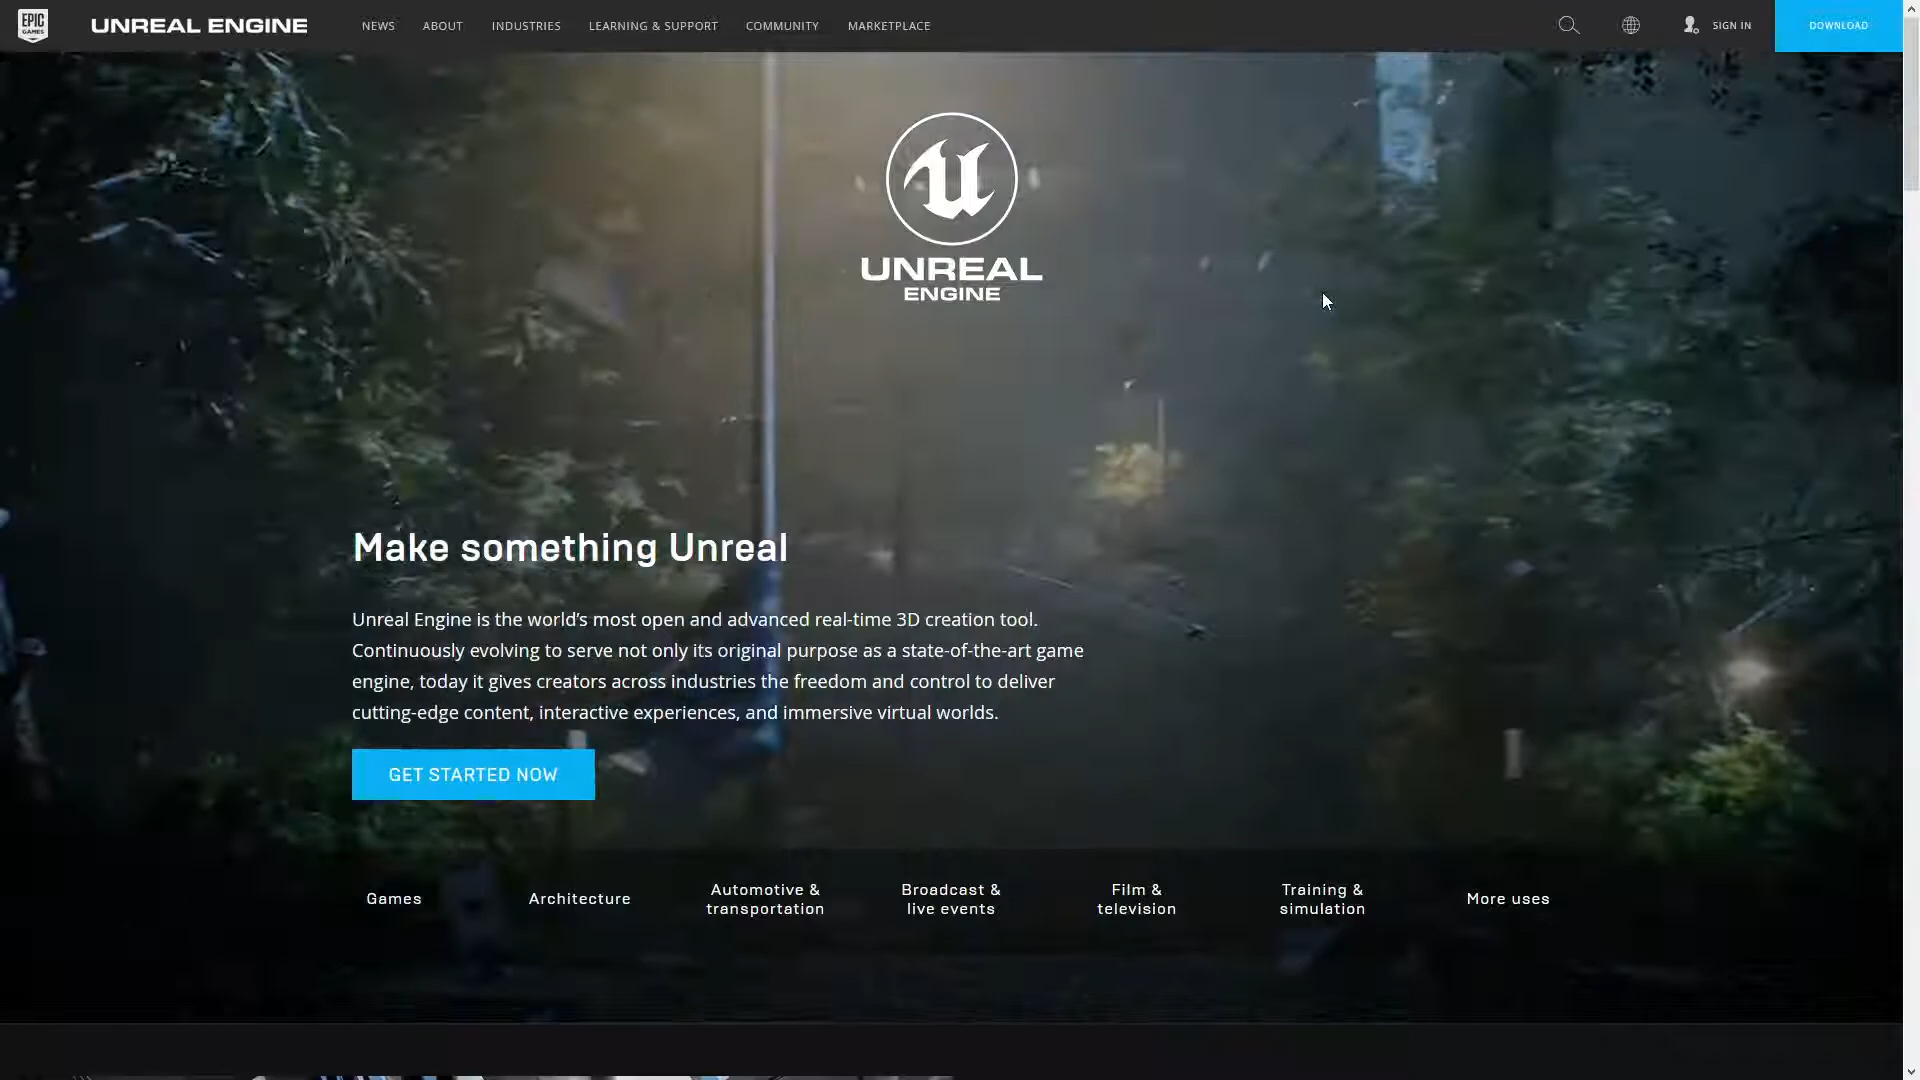 EPIC
GAMES
UNREAL ENGINE
NEWS
ABOUT
INDUSTRIES
LEARNING & SUPPORT
COMMUNITY
MARKETPLACE
SIGN IN
DOWNLOAD
UNREAL
ENGINE
Make something Unreal
Unreal Engine is the world’s most open and advanced real-time 3D creation tool.
Continuously evolving to serve not only its original purpose as a state-of-the-art game
engine, today it gives creators across industries the freedom and control to deliver
cutting-edge content, interactive experiences, and immersive virtual worlds.
GET STARTED NOW
Games
Architecture
Automotive &
transportation
Broadcast &
live events
Film &
television
Training &
simulation
More uses